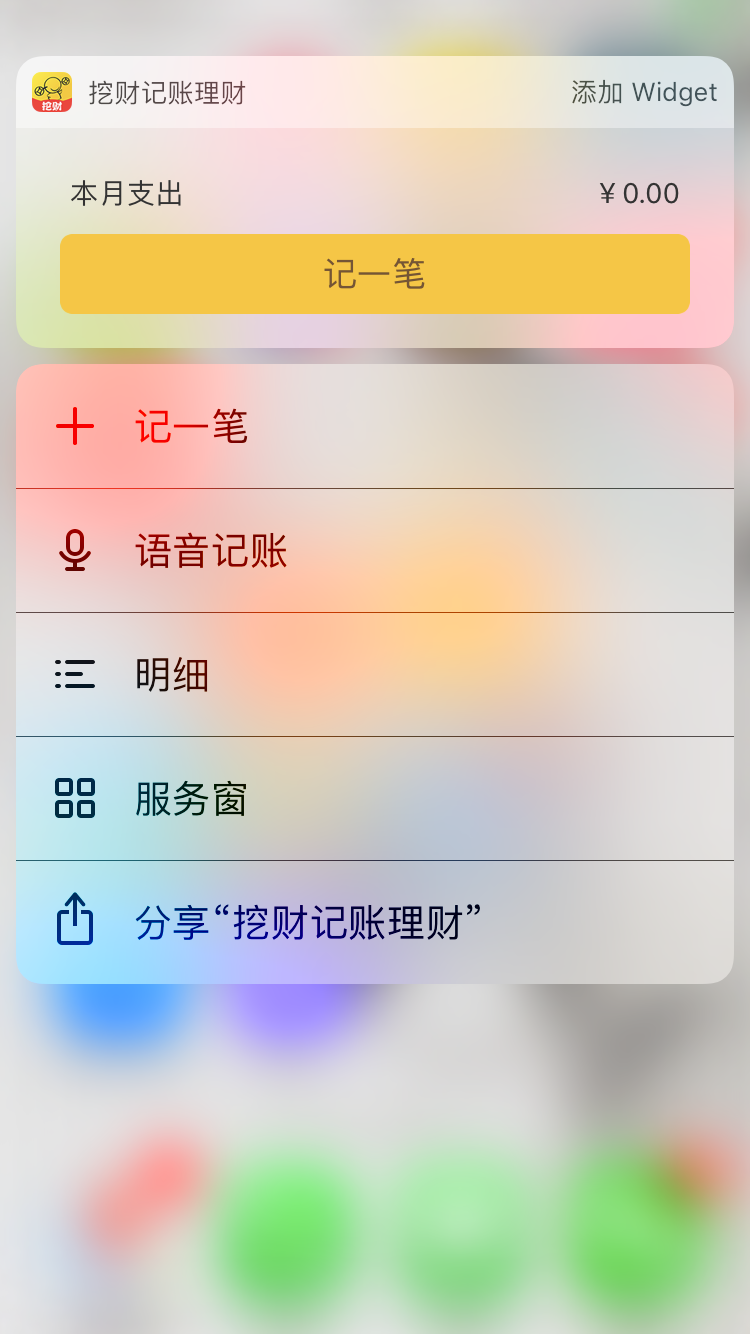 挖财
挖财记账理财
添加 Widget
本月支出
¥ 0.00
记一笔
记一笔
语音记账
明细
服务窗
分享“挖财记账理财”